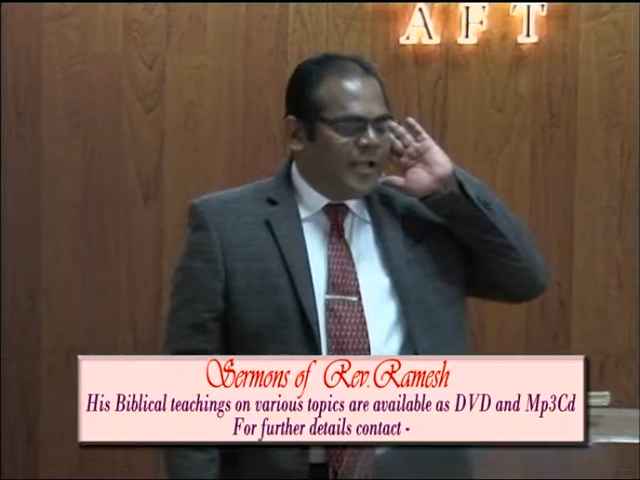 AFT
Sermons of Rev.Ramesh
His Biblical teachings on various topics are available as DVD and Mp3Cd
For further details contact -